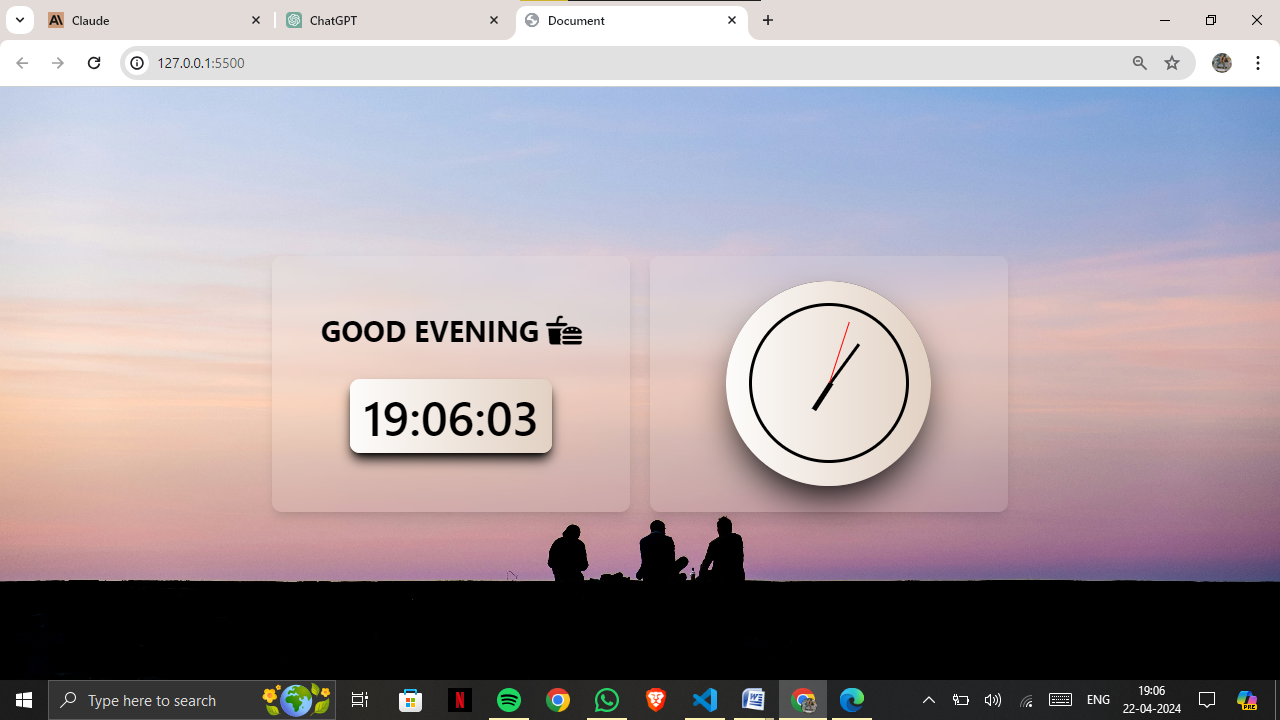 Claude
ChatGPT
Document
127.0.0.1:5500
GOOD EVENING
19:06:03
Type here to search
ENG
19:06
22-04-2024
PRE